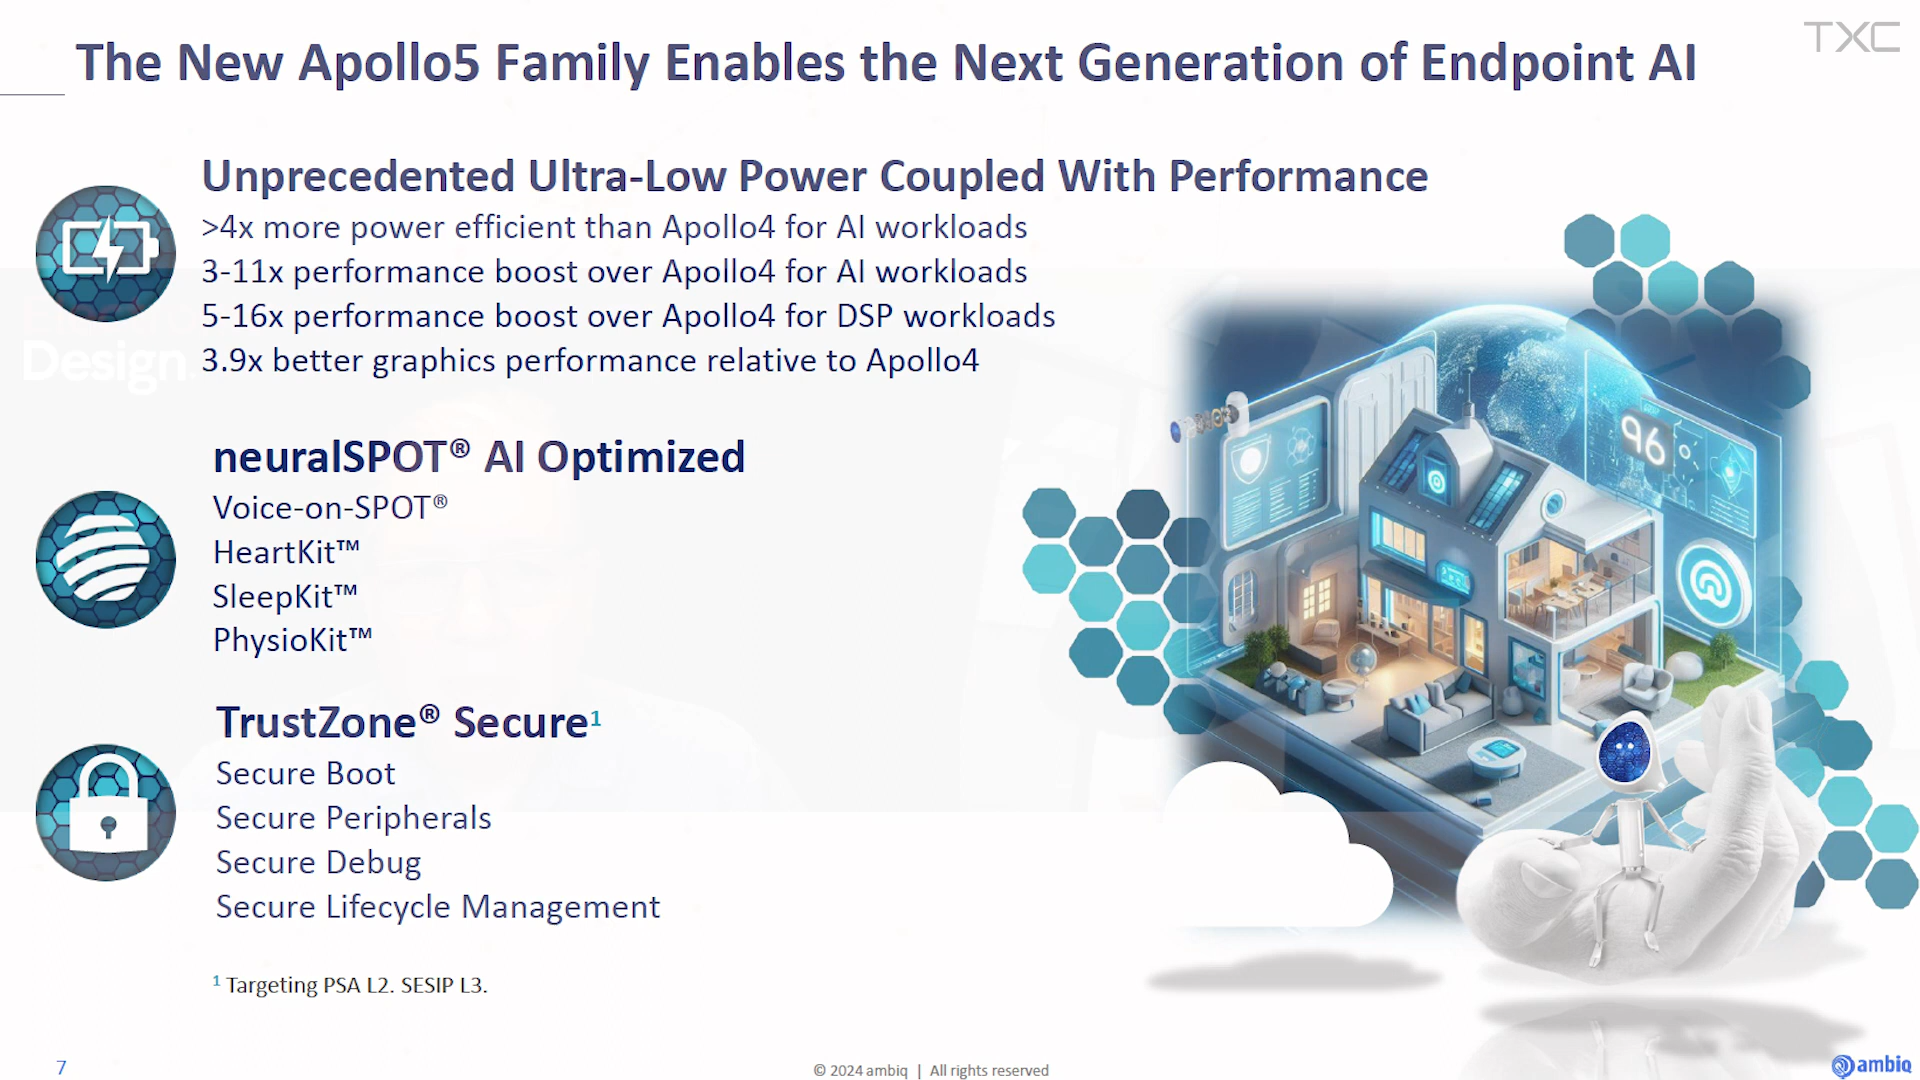 TXC
The New Apollo5 Family Enables the Next Generation of Endpoint AI
Unprecedented Ultra-Low Power Coupled With Performance
>4x more power efficient than Apollo4 for AI workloads
3-11x performance boost over Apollo4 for AI workloads
5-16x performance boost over Apollo4 for DSP workloads
3.9x better graphics performance relative to Apollo4
Design
96°
neuralSPOT® AI Optimized
Voice-on-SPOT®
HeartKit™
SleepKit™
PhysioKit™
TrustZone® Secure¹
Secure Boot
Secure Peripherals
Secure Debug
Secure Lifecycle Management
¹ Targeting PSA L2. SESIP L3.
7
© 2024 ambiq | All rights reserved
ambiq